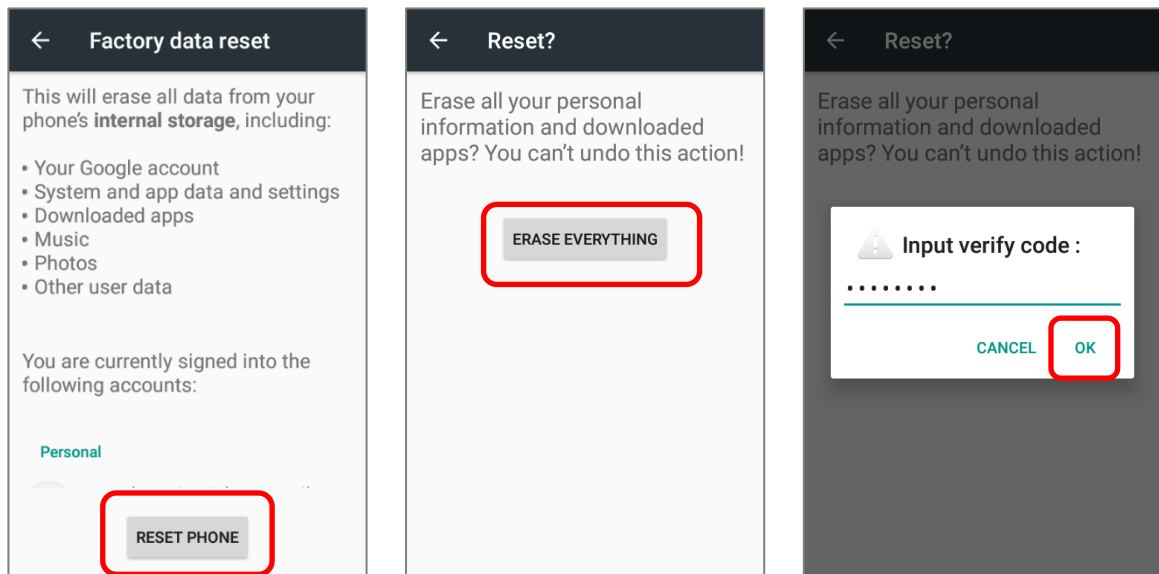 Factory data reset
This will erase all data from your
phone’s internal storage, including:
• Your Google account
• System and app data and settings
• Downloaded apps
• Music
• Photos
• Other user data
You are currently signed into the
following accounts:
Personal
RESET PHONE
Reset?
Erase all your personal
information and downloaded
apps? You can’t undo this action!
ERASE EVERYTHING
Reset?
Erase all your personal
information and downloaded
apps? You can’t undo this action!
Input verify code :
CANCEL OK